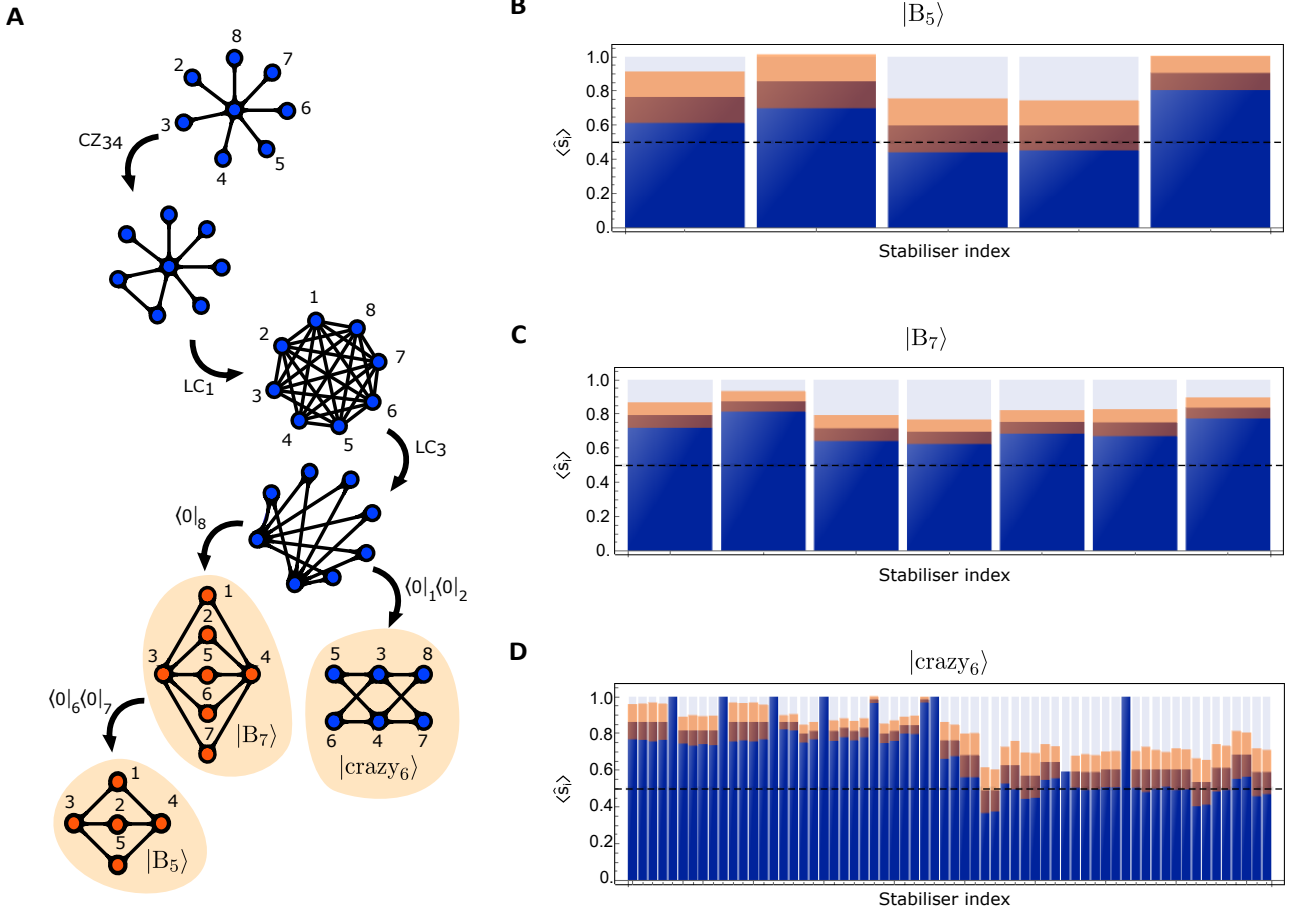 A
8
2
7
6
3
5
4
CZ34
1
8
2
7
3
6
4
5
LC1
LC3
⟨0|8
⟨0|1⟨0|2
1
2
3
5
4
6
7
|B7⟩
5
3
8
6
4
7
|crazy6⟩
⟨0|6⟨0|7
1
3
2
4
5
|B5⟩
B
|B5⟩
1.0
0.8
0.6
0.4
0.2
0.
⟨ŝi⟩
Stabiliser index
C
|B7⟩
1.0
0.8
0.6
0.4
0.2
0.
⟨ŝi⟩
Stabiliser index
D
|crazy6⟩
1.0
0.8
0.6
0.4
0.2
0.
⟨ŝi⟩
Stabiliser index